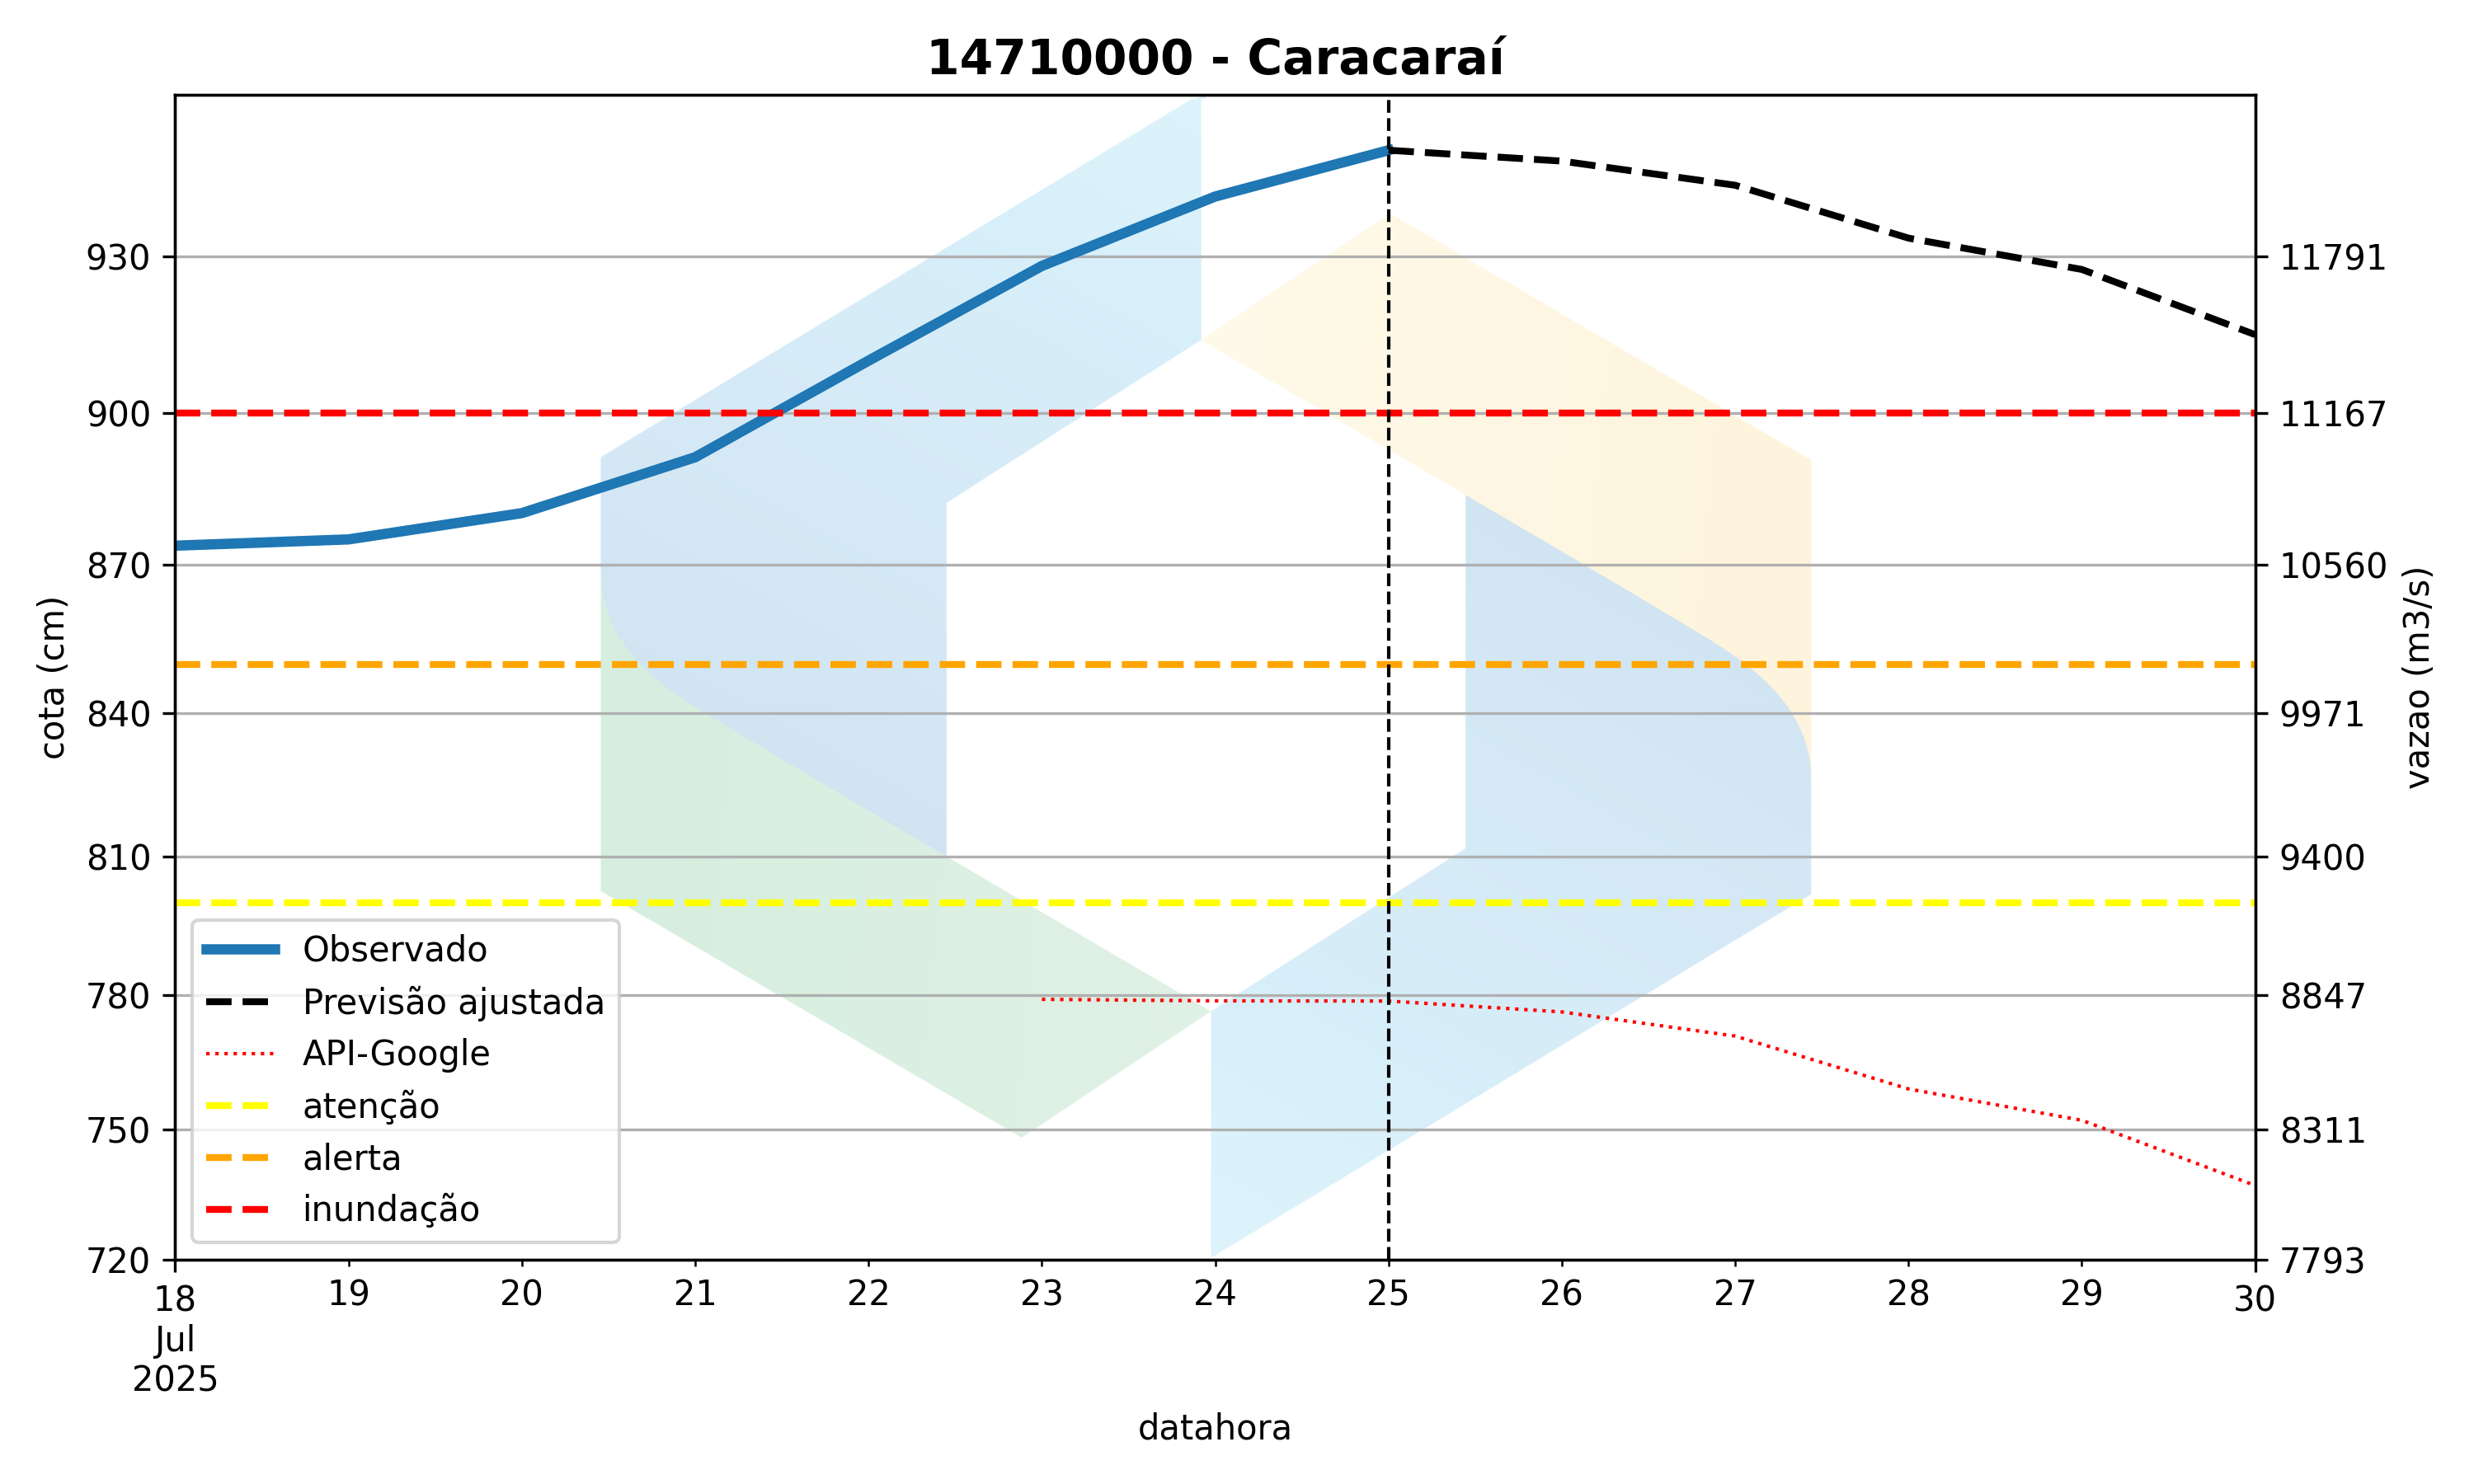 14710000 - Caracaraí
930
900
870
840
810
780
750
720
cota (cm)
11791
11167
10560
9971
9400
8847
8311
7793
vazao (m3/s)
Observado
Previsão ajustada
API-Google
atenção
alerta
inundação
18 19 20 21 22 23 24 25 26 27 28 29 30
Jul
2025
datahora